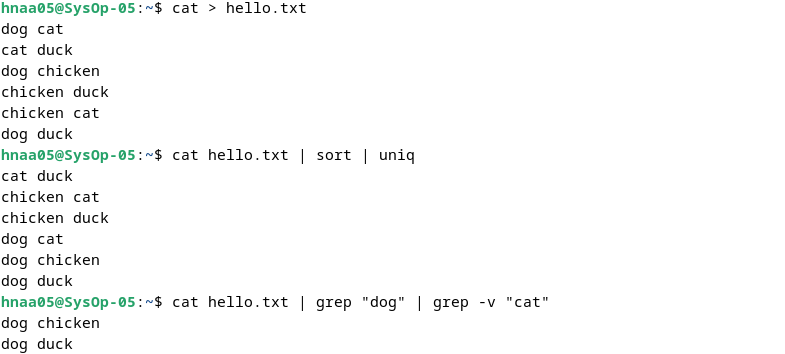 hnaa05@SysOp-05:~$ cat > hello.txt
dog cat
cat duck
dog chicken
chicken duck
chicken cat
dog duck
hnaa05@SysOp-05:~$ cat hello.txt | sort | uniq
cat duck
chicken cat
chicken duck
dog cat
dog chicken
dog duck
hnaa05@SysOp-05:~$ cat hello.txt | grep "dog" | grep -v "cat"
dog chicken
dog duck